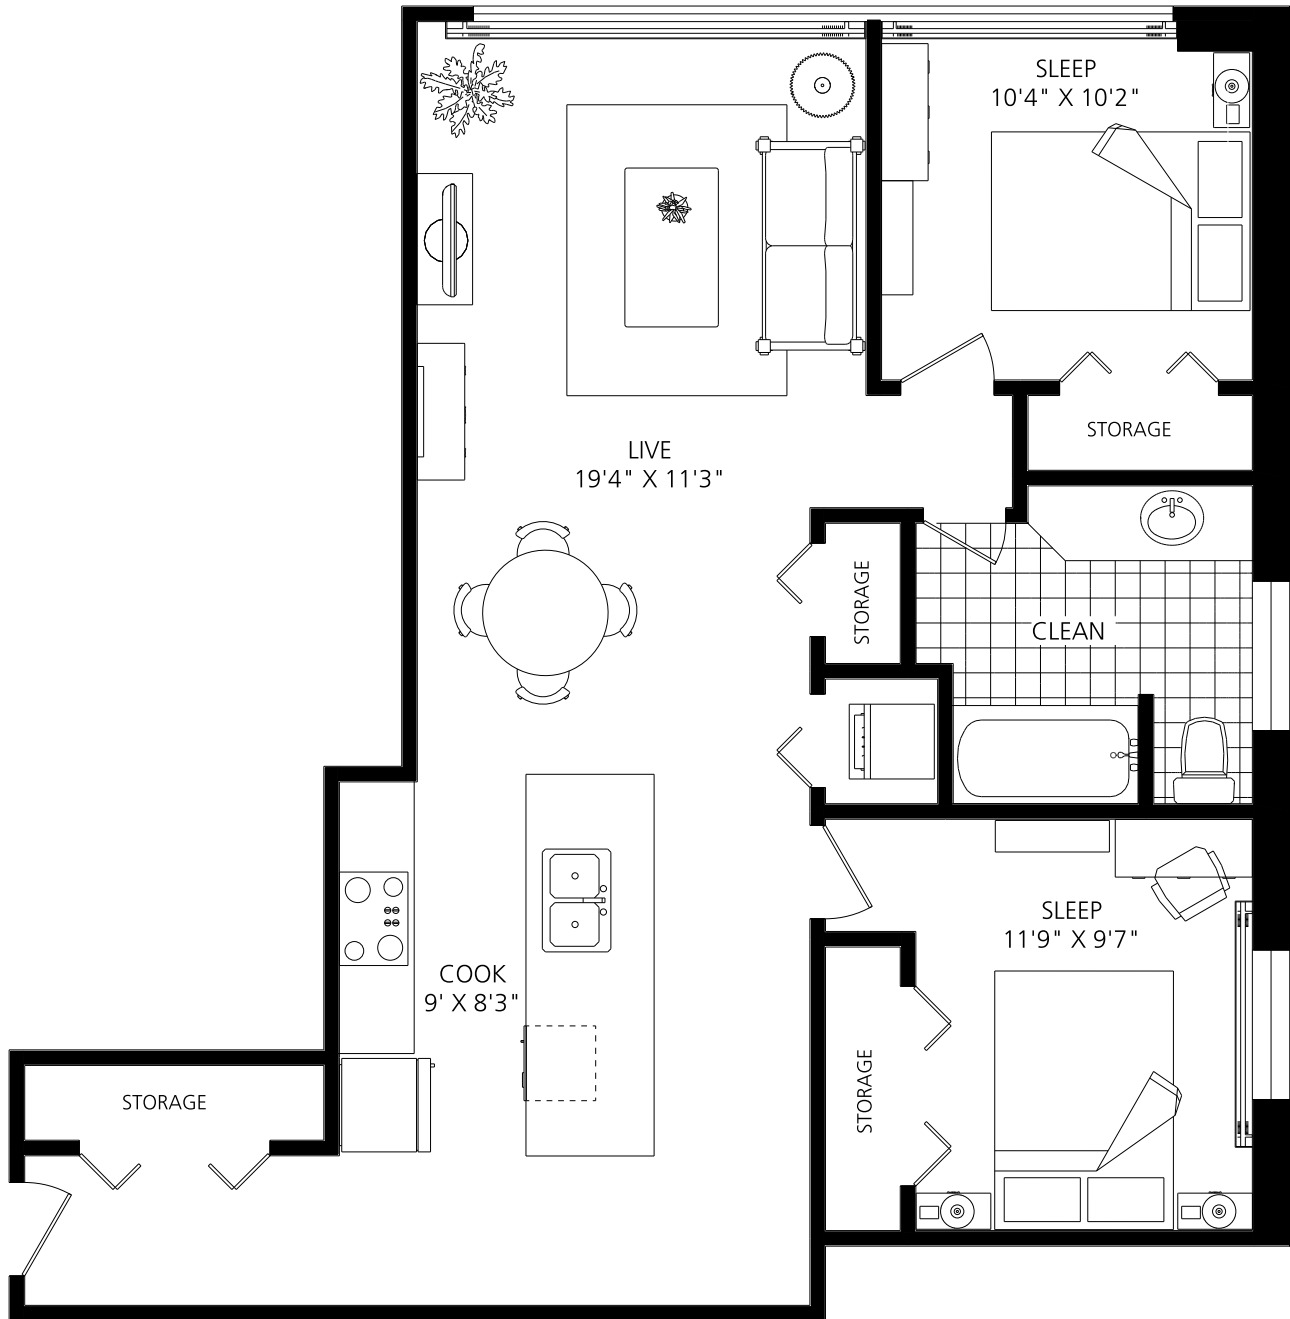 SLEEP
10'4" X 10'2"
STORAGE
LIVE
19'4" X 11'3"
STORAGE
CLEAN
SLEEP
11'9" X 9'7"
COOK
9' X 8'3"
STORAGE
STORAGE